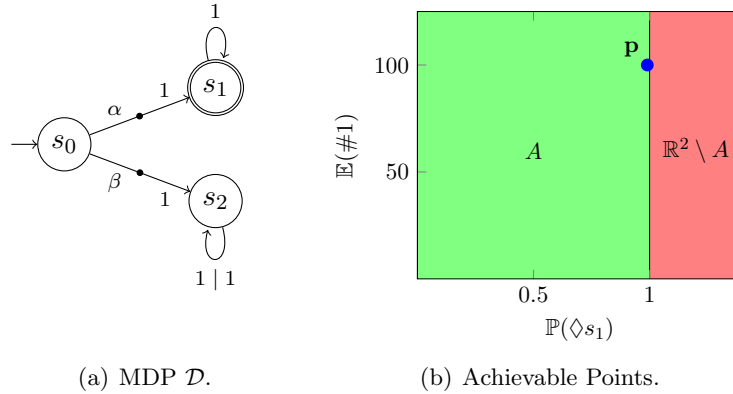 1
s₁
α
1
s₀
β
1
s₂
1 | 1
(a) MDP 𝒟.
𝔼(#1)
100
50
p
A
ℝ² \ A
0.5
1
ℙ(◊s₁)
(b) Achievable Points.